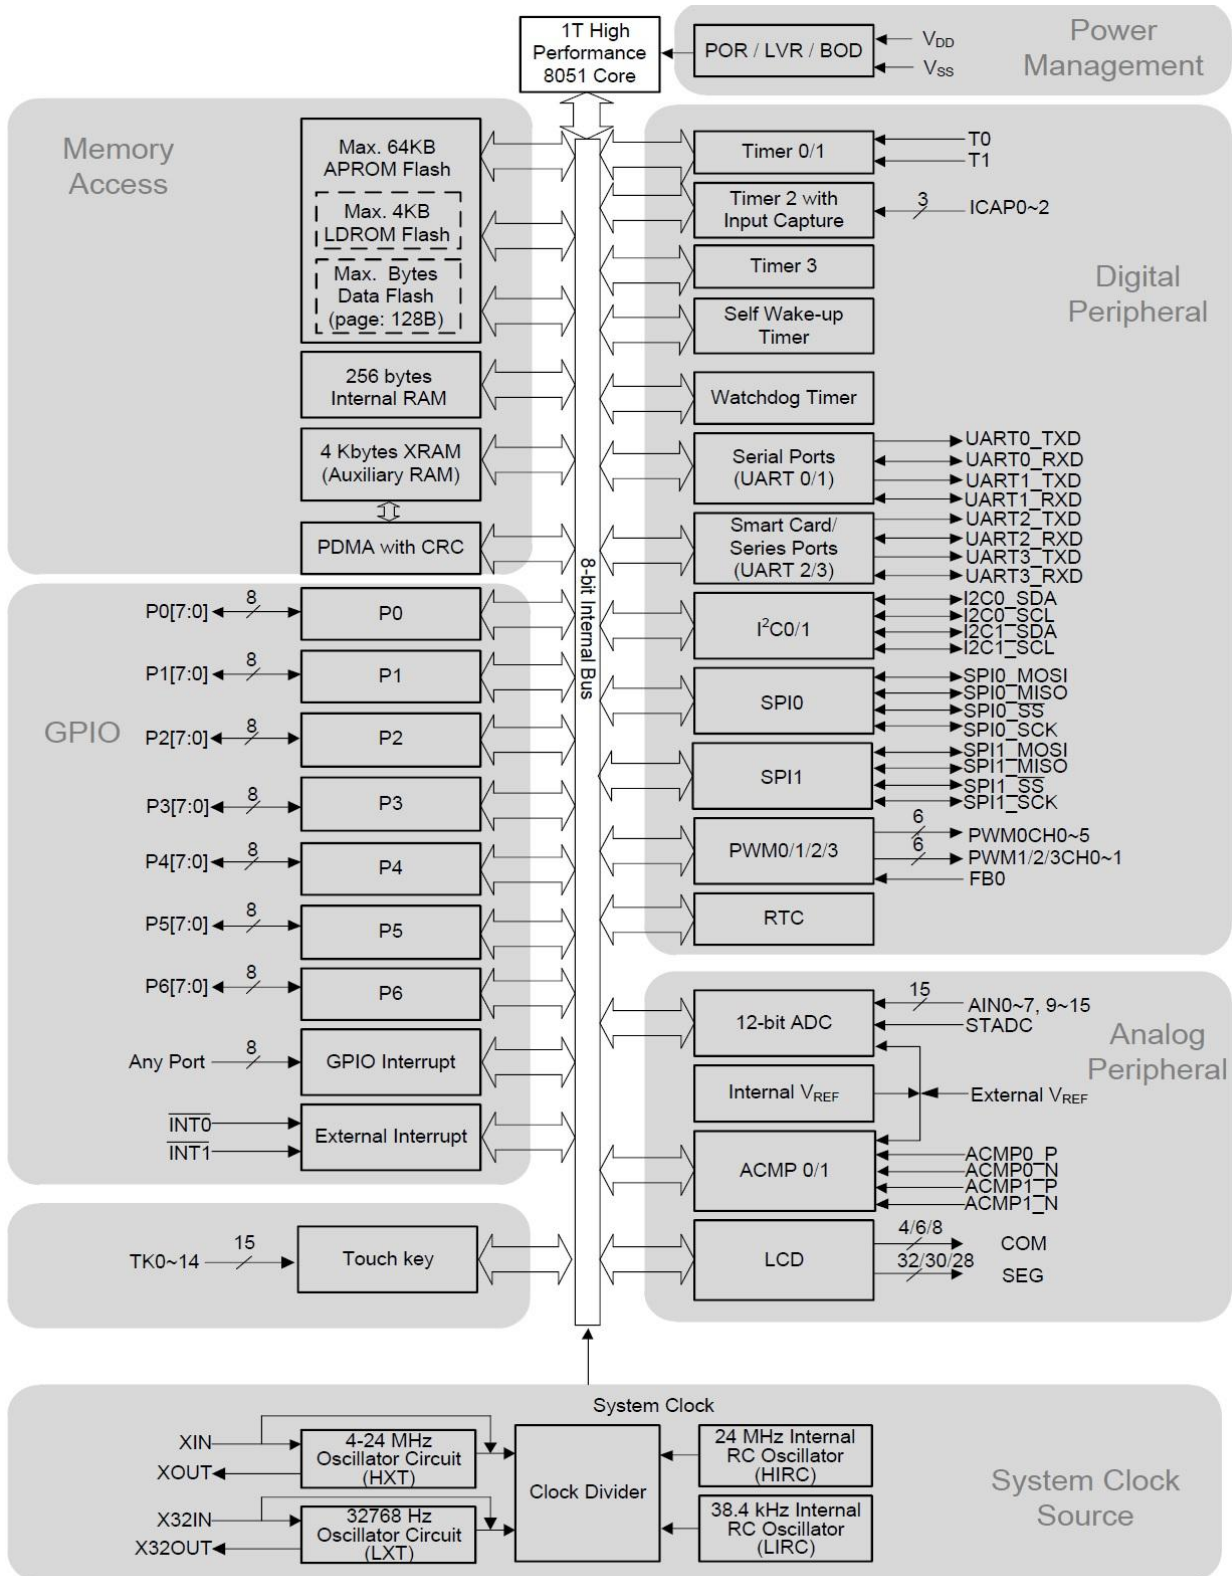 1T High
Performance
8051 Core
POR / LVR / BOD
VDD
VSS
Power
Management
Memory
Access
Max. 64KB
APROM Flash
Max. 4KB
LDROM Flash
Max. Bytes
Data Flash
(page: 128B)
256 bytes
Internal RAM
4 Kbytes XRAM
(Auxiliary RAM)
PDMA with CRC
GPIO
P0[7:0]
8
P0
P1[7:0]
8
P1
P2[7:0]
8
P2
P3[7:0]
8
P3
P4[7:0]
8
P4
P5[7:0]
8
P5
P6[7:0]
8
P6
Any Port
8
GPIO Interrupt
INT0
INT1
External Interrupt
TK0~14
15
Touch key
8-bit Internal Bus
Digital
Peripheral
Timer 0/1
T0
T1
Timer 2 with
Input Capture
3
ICAP0~2
Timer 3
Self Wake-up
Timer
Watchdog Timer
Serial Ports
(UART 0/1)
UART0_TXD
UART0_RXD
UART1_TXD
UART1_RXD
Smart Card/
Series Ports
(UART 2/3)
UART2_TXD
UART2_RXD
UART3_TXD
UART3_RXD
I²C0/1
I2C0_SDA
I2C0_SCL
I2C1_SDA
I2C1_SCL
SPI0
SPI0_MOSI
SPI0_MISO
SPI0_SS
SPI0_SCK
SPI1
SPI1_MOSI
SPI1_MISO
SPI1_SS
SPI1_SCK
PWM0/1/2/3
6
PWM0CH0~5
6
PWM1/2/3CH0~1
FB0
RTC
Analog
Peripheral
12-bit ADC
15
AIN0~7, 9~15
STADC
Internal VREF
External VREF
ACMP 0/1
ACMP0_P
ACMP0_N
ACMP1_P
ACMP1_N
LCD
4/6/8
COM
32/30/28
SEG
System Clock
XIN
XOUT
4-24 MHz
Oscillator Circuit
(HXT)
X32IN
X32OUT
32768 Hz
Oscillator Circuit
(LXT)
Clock Divider
24 MHz Internal
RC Oscillator
(HIRC)
38.4 kHz Internal
RC Oscillator
(LIRC)
System Clock
Source